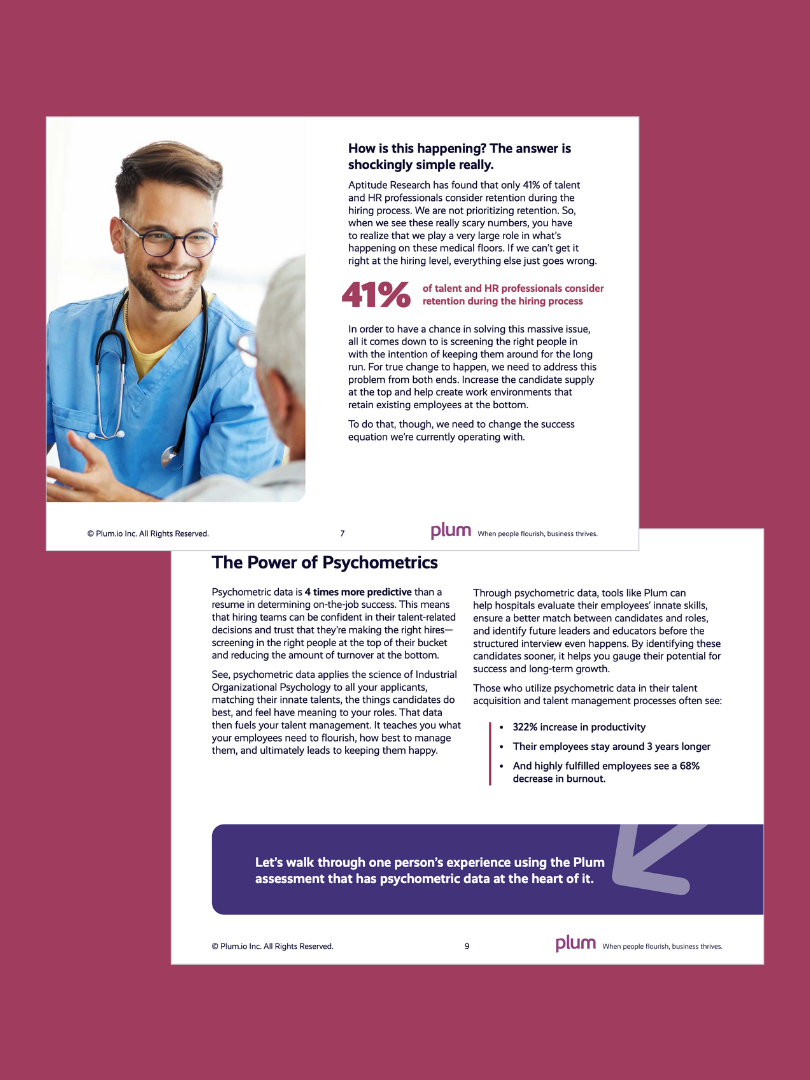 How is this happening? The answer is
shockingly simple really.
Aptitude Research has found that only 41% of talent
and HR professionals consider retention during the
hiring process. We are not prioritizing retention. So,
when we see these really scary numbers, you have
to realize that we play a very large role in what's
happening on these medical floors. If we can't get it
right at the hiring level, everything else just goes wrong.
41%
of talent and HR professionals consider
retention during the hiring process
In order to have a chance in solving this massive issue,
all it comes down to is screening the right people in
with the intention of keeping them around for the long
run. For true change to happen, we need to address this
problem from both ends. Increase the candidate supply
at the top and help create work environments that
retain existing employees at the bottom.
To do that, though, we need to change the success
equation we're currently operating with.
© Plum.io Inc. All Rights Reserved.
7
plum When people flourish, business thrives.
The Power of Psychometrics
Psychometric data is 4 times more predictive than a
resume in determining on-the-job success. This means
that hiring teams can be confident in their talent-related
decisions and trust that they're making the right hires—
screening in the right people at the top of their bucket
and reducing the amount of turnover at the bottom.
See, psychometric data applies the science of Industrial
Organizational Psychology to all your applicants,
matching their innate talents, the things candidates do
best, and feel have meaning to your roles. That data
then fuels your talent management. It teaches you what
your employees need to flourish, how best to manage
them, and ultimately leads to keeping them happy.
Through psychometric data, tools like Plum can
help hospitals evaluate their employees' innate skills,
ensure a better match between candidates and roles,
and identify future leaders and educators before the
structured interview even happens. By identifying these
candidates sooner, it helps you gauge their potential for
success and long-term growth.
Those who utilize psychometric data in their talent
acquisition and talent management processes often see:
• 322% increase in productivity
• Their employees stay around 3 years longer
• And highly fulfilled employees see a 68%
decrease in burnout.
Let's walk through one person's experience using the Plum
assessment that has psychometric data at the heart of it.
© Plum.io Inc. All Rights Reserved.
9
plum When people flourish, business thrives.